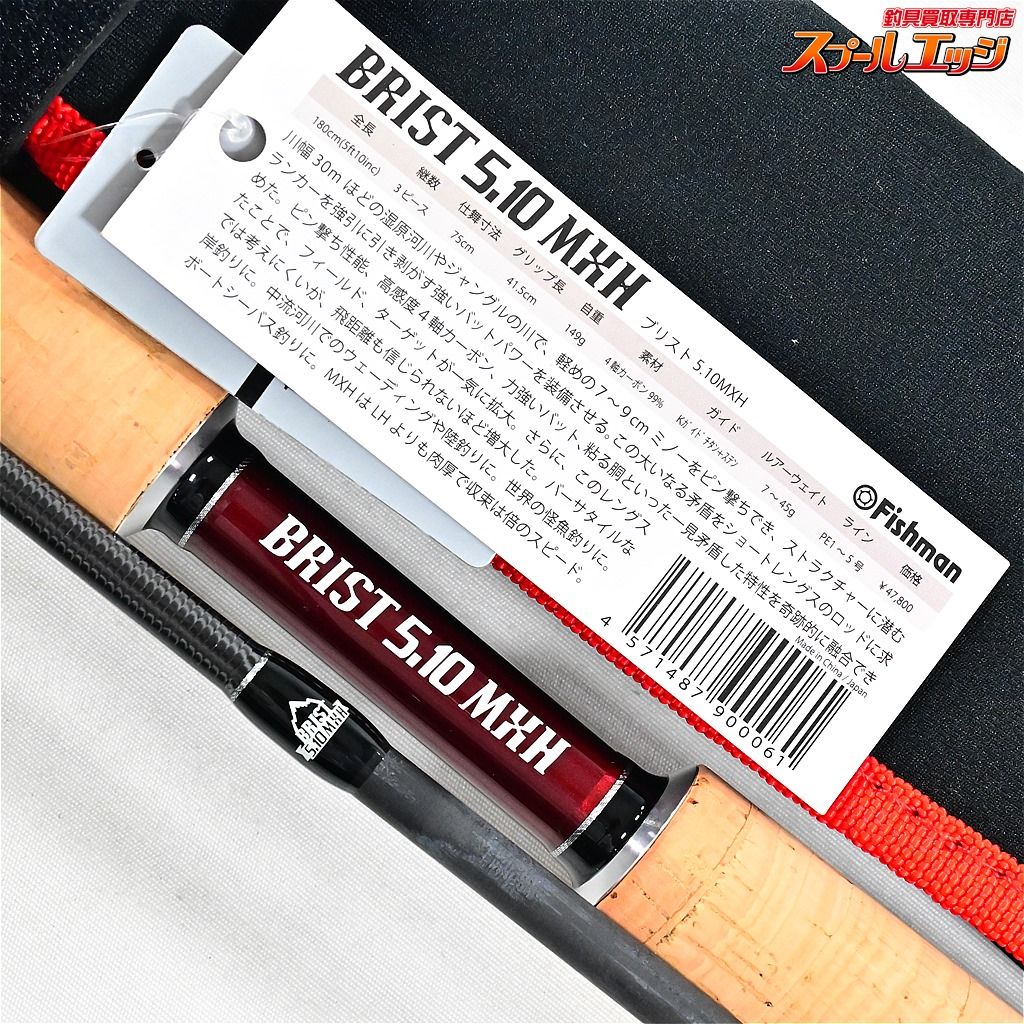 釣具買取専門店
スプールエッジ
BRIST 5.10 MXH ブリスト 5.10MXH
Fishman
全長 継数 仕舞寸法 グリップ長 自重 素材 ガイド ルアーウェイト ライン 価格
180cm(5ft10inc) 3ピース 75cm 41.5cm 149g 4軸カーボン99% Kガイドチタン+ステン 7～45g PE1～5号 ￥47,800
川幅30mほどの湿原河川やジャングルの川で、軽めの7～9cmミノーをピン撃ちでき、ストラクチャーに潜む
ランカーを強引に引き剥がす強いバットパワーを装備させる。この大いなる矛盾をショートレングスのロッドに求
めた。ピン撃ち性能、高感度4軸カーボン、力強いバット、粘る胴といった一見矛盾した特性を奇跡的に融合でき
たことで、フィールド、ターゲットが一気に拡大。さらに、このレングス
では考えにくいが、飛距離も信じられないほど増大した。バーサタイルな
岸釣りに。中流河川でのウェーディングや陸釣りに。世界の怪魚釣りに。
ボートシーバス釣りに。MXHはLHよりも肉厚で収束は倍のスピード。
Made in China / Japan
4 571487 900061
BRIST 5.10 MXH
BRIST
5.10MXH